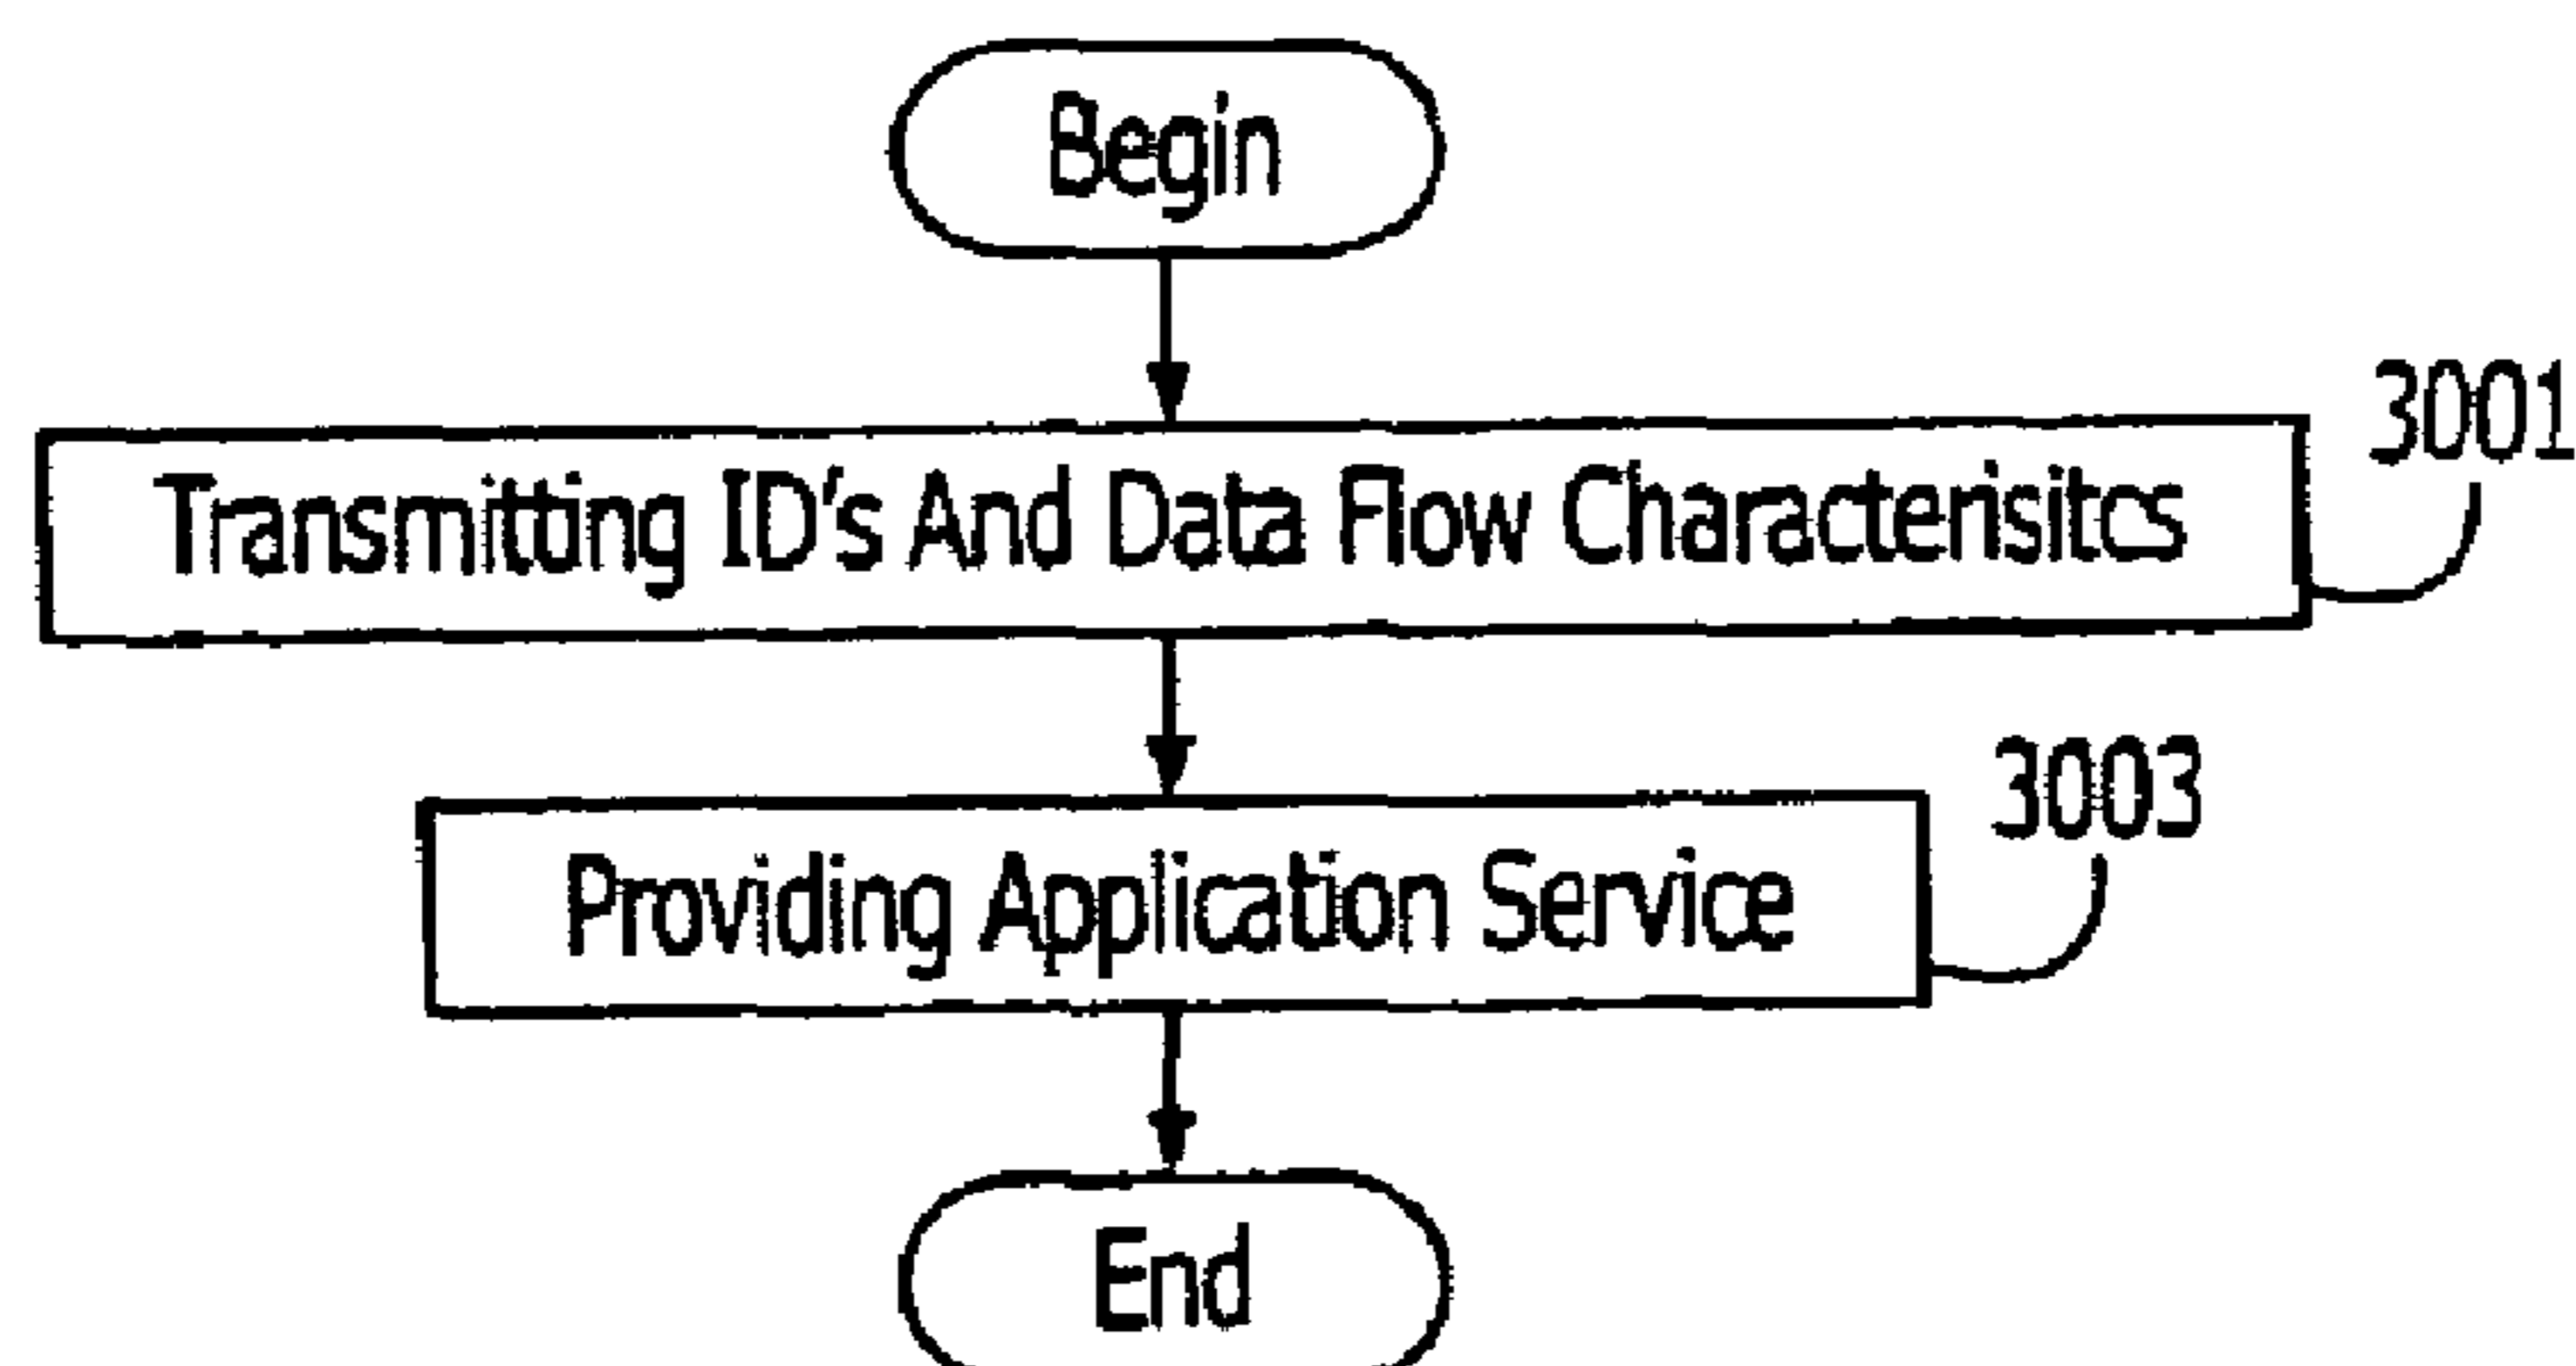 Begin
3001
Transmitting ID's And Data Flow Characterisitcs
3003
Providing Application Service
End